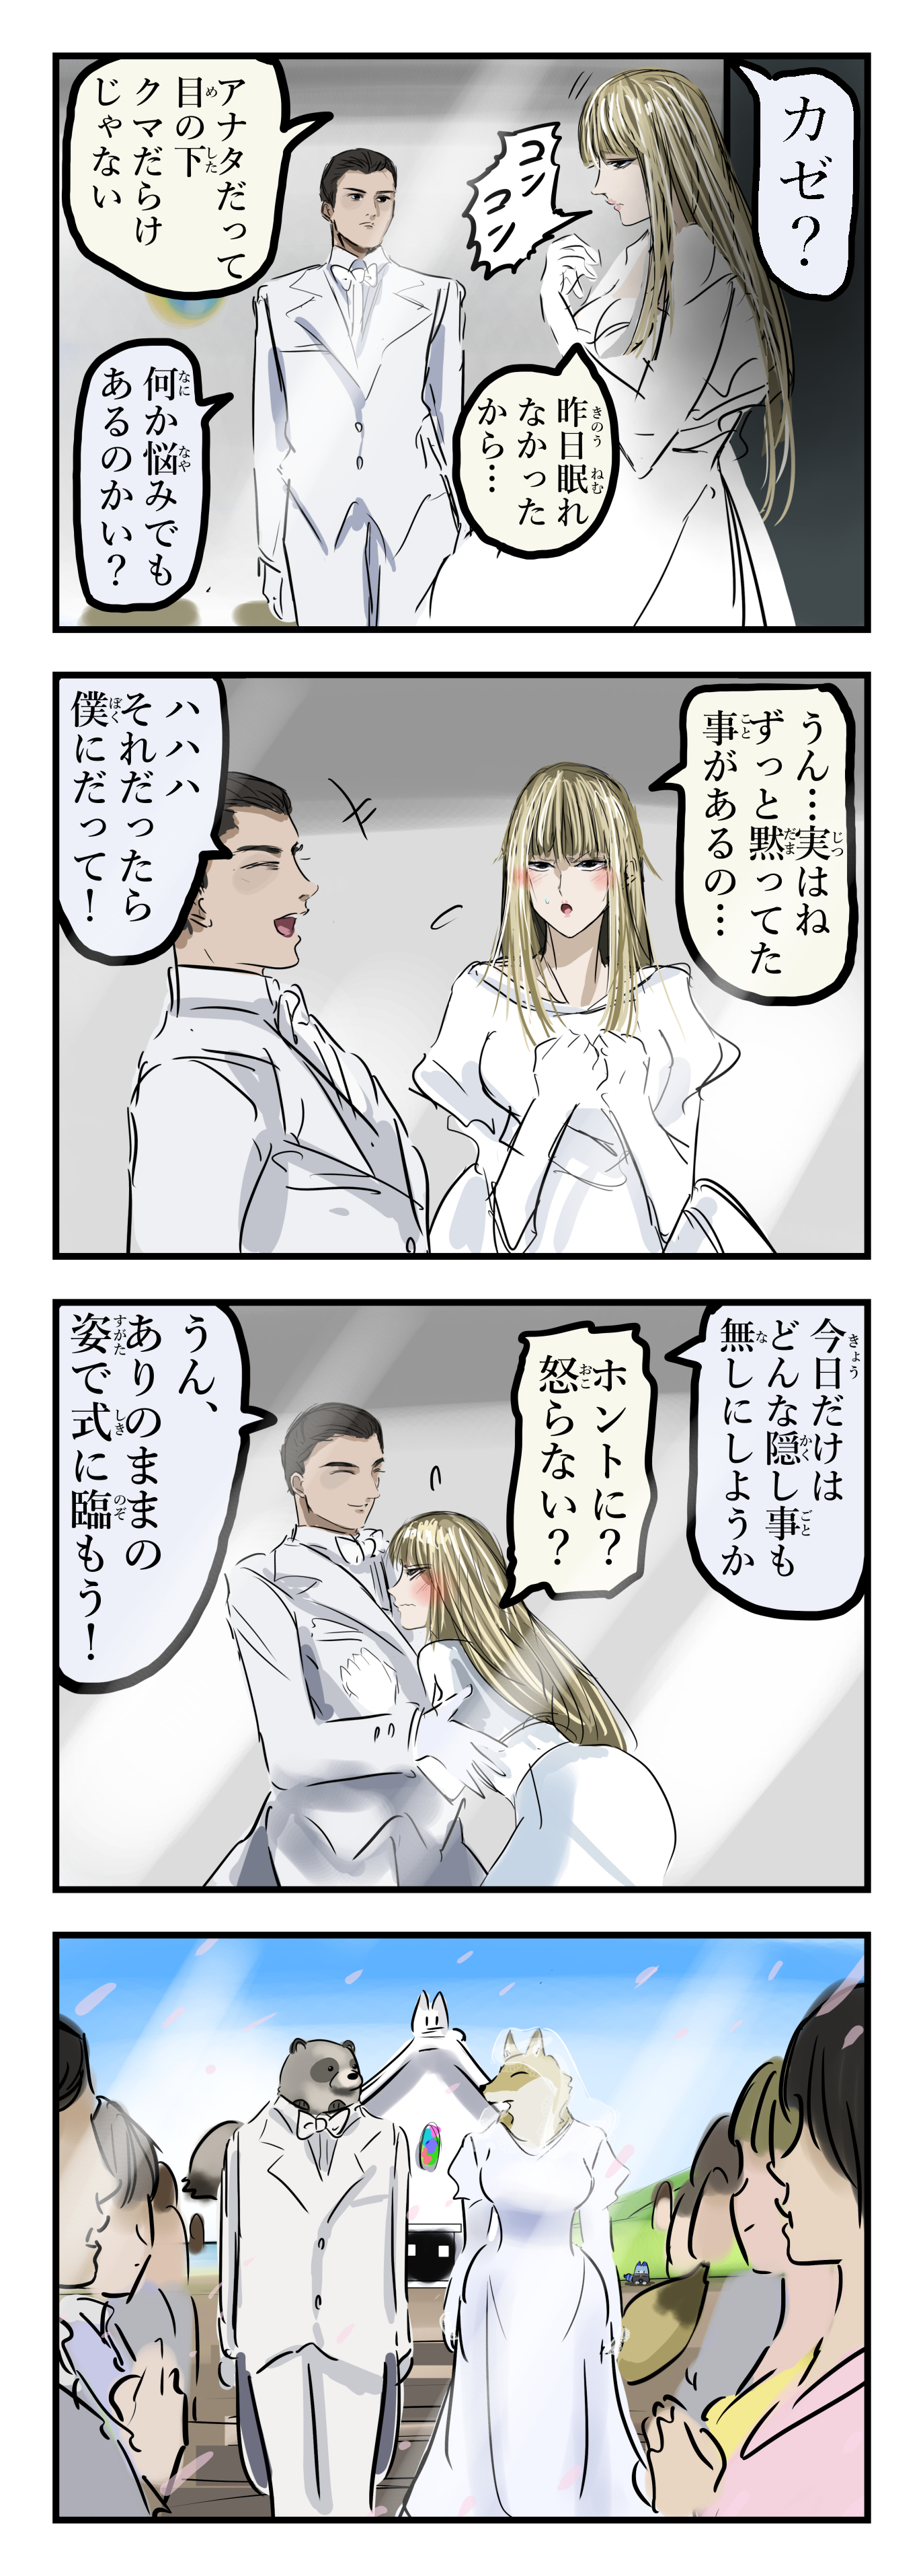 カゼ？
コンコン
昨日眠れ
なかった
から…
アナタだって
目の下
クマだらけ
じゃない
何か悩みでも
あるのかい？
うん…実はね
ずっと黙ってた
事があるの…
ハハハ
それだったら
僕にだって！
今日だけは
どんな隠し事も
無しにしようか
ホントに？
怒らない？
うん、
ありのままの
姿で式に臨もう！